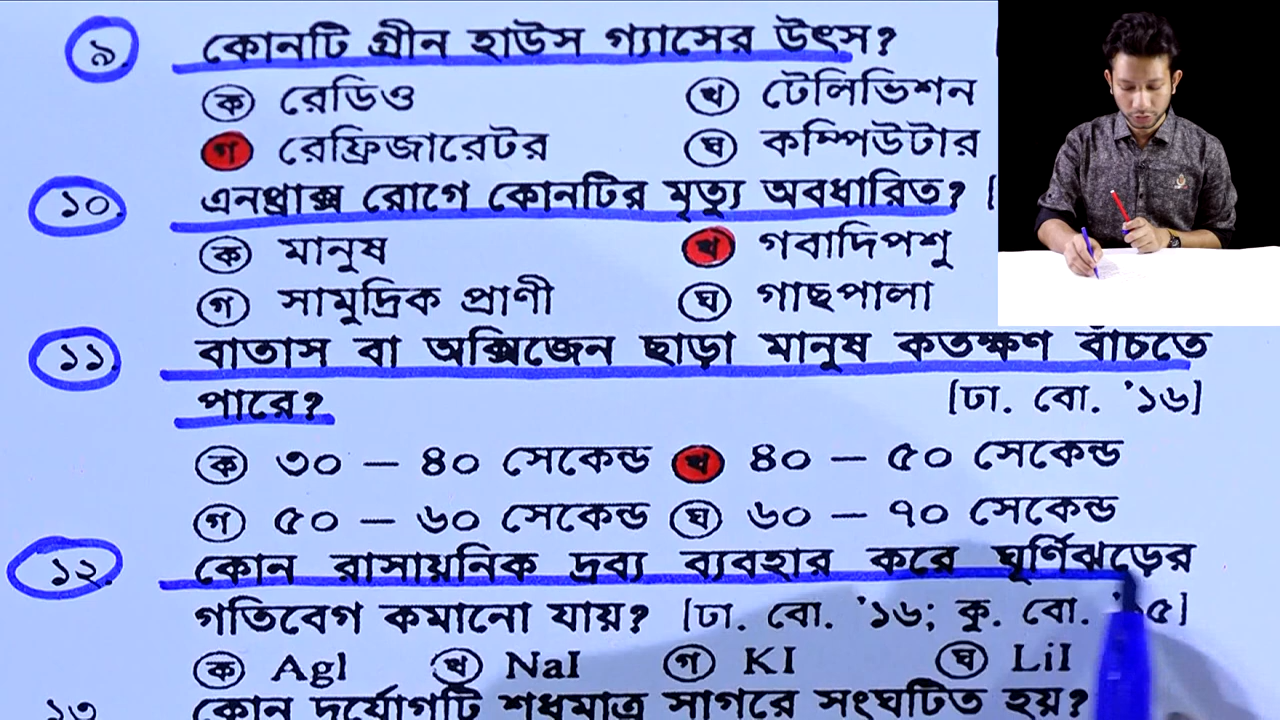 ৯. কোনটি গ্রীন হাউস গ্যাসের উৎস?
ক রেডিও খ টেলিভিশন
গ রেফ্রিজারেটর ঘ কম্পিউটার
১০. এনথ্রাক্স রোগে কোনটির মৃত্যু অবধারিত? [
ক মানুষ খ গবাদিপশু
গ সামুদ্রিক প্রাণী ঘ গাছপালা
১১. বাতাস বা অক্সিজেন ছাড়া মানুষ কতক্ষণ বাঁচতে
পারে? [ঢা. বো. '১৬]
ক ৩০ – ৪০ সেকেন্ড খ ৪০ – ৫০ সেকেন্ড
গ ৫০ – ৬০ সেকেন্ড ঘ ৬০ – ৭০ সেকেন্ড
১২. কোন রাসায়নিক দ্রব্য ব্যবহার করে ঘূর্ণিঝড়ের
গতিবেগ কমানো যায়? [ঢা. বো. '১৬; কু. বো. '১৫]
ক AgI খ NaI গ KI ঘ LiI
১৩ কোন দুর্যোগটি শুধুমাত্র সাগরে সংঘটিত হয়?